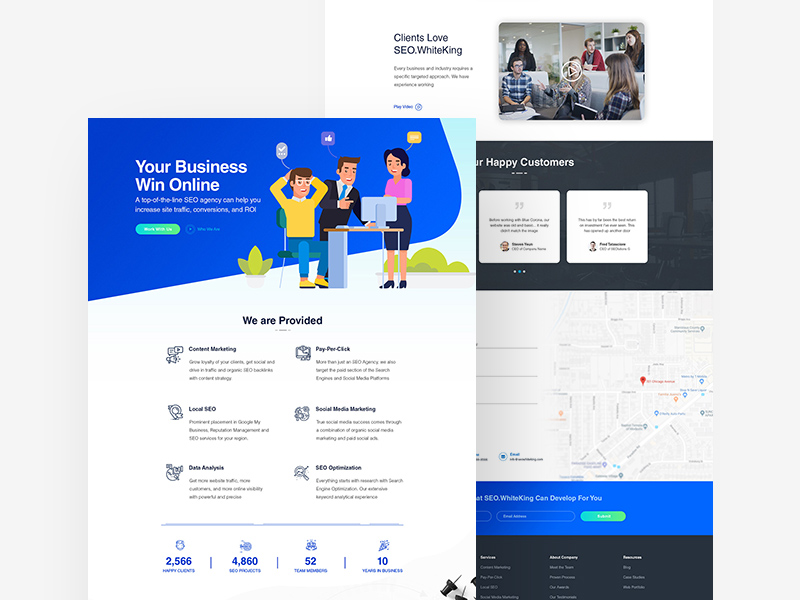 Clients Love
SEO.WhiteKing
Every business and industry requires a
specific targeted approach. We have
experience working
Play Video
Your Business
Win Online
A top-of-the-line SEO agency can help you
increase site traffic, conversions, and ROI
Work With Us
Who We Are
We are Provided
Content Marketing
Grow loyalty of your clients, get social and
drive in traffic and organic SEO backlinks
with content strategy
Pay-Per-Click
More than just an SEO Agency, we also
target the paid section of the Search
Engines and Social Media Platforms
Local SEO
Prominent placement in Google My
Business, Reputation Management and
SEO services for your region.
Social Media Marketing
True social media success comes through
a combination of organic social media
marketing and paid social ads.
Data Analysis
Get more website traffic, more
customers, and more online visibility
with powerful and precise
SEO Optimization
Everything starts with research with Search
Engine Optimization. Our extensive
keyword analytical experience
2,566
HAPPY CLIENTS
4,860
SEO PROJECTS
52
TEAM MEMBERS
10
YEARS IN BUSINESS
ur Happy Customers
Before working with Blue Corona, our
website was old and basic... it really
didn't match the image
Steven Yeun
CEO of Company Name
This has by far been the best return
on investment I've ever seen. This
has opened up another door
Email
at SEO.WhiteKing Can Develop For You
Email Address
Submit
Services
Content Marketing
Pay-Per-Click
Local SEO
Social Media Marketing
About Company
Meet the Team
Proven Process
Our Awards
Our Testimonials
Resources
Blog
Case Studies
Web Portfolio